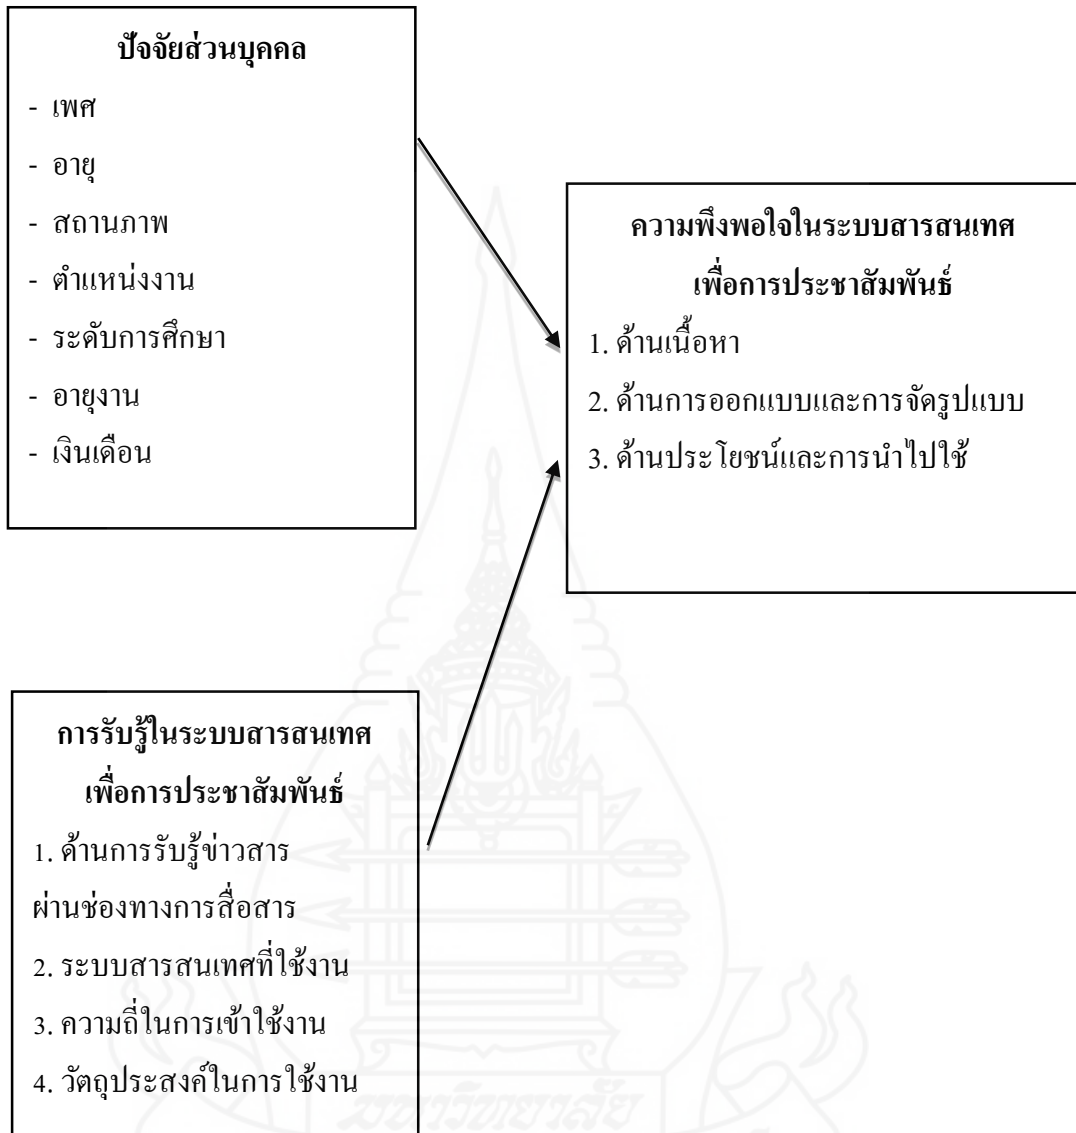 ปัจจัยส่วนบุคคล
- เพศ
- อายุ
- สถานภาพ
- ตำแหน่งงาน
- ระดับการศึกษา
- อายุงาน
- เงินเดือน
ความพึงพอใจในระบบสารสนเทศ
เพื่อการประชาสัมพันธ์
1. ด้านเนื้อหา
2. ด้านการออกแบบและการจัดรูปแบบ
3. ด้านประโยชน์และการนำไปใช้
การรับรู้ในระบบสารสนเทศ
เพื่อการประชาสัมพันธ์
1. ด้านการรับรู้ข่าวสาร
ผ่านช่องทางการสื่อสาร
2. ระบบสารสนเทศที่ใช้งาน
3. ความถี่ในการเข้าใช้งาน
4. วัตถุประสงค์ในการใช้งาน
มหาวิทยาลัย